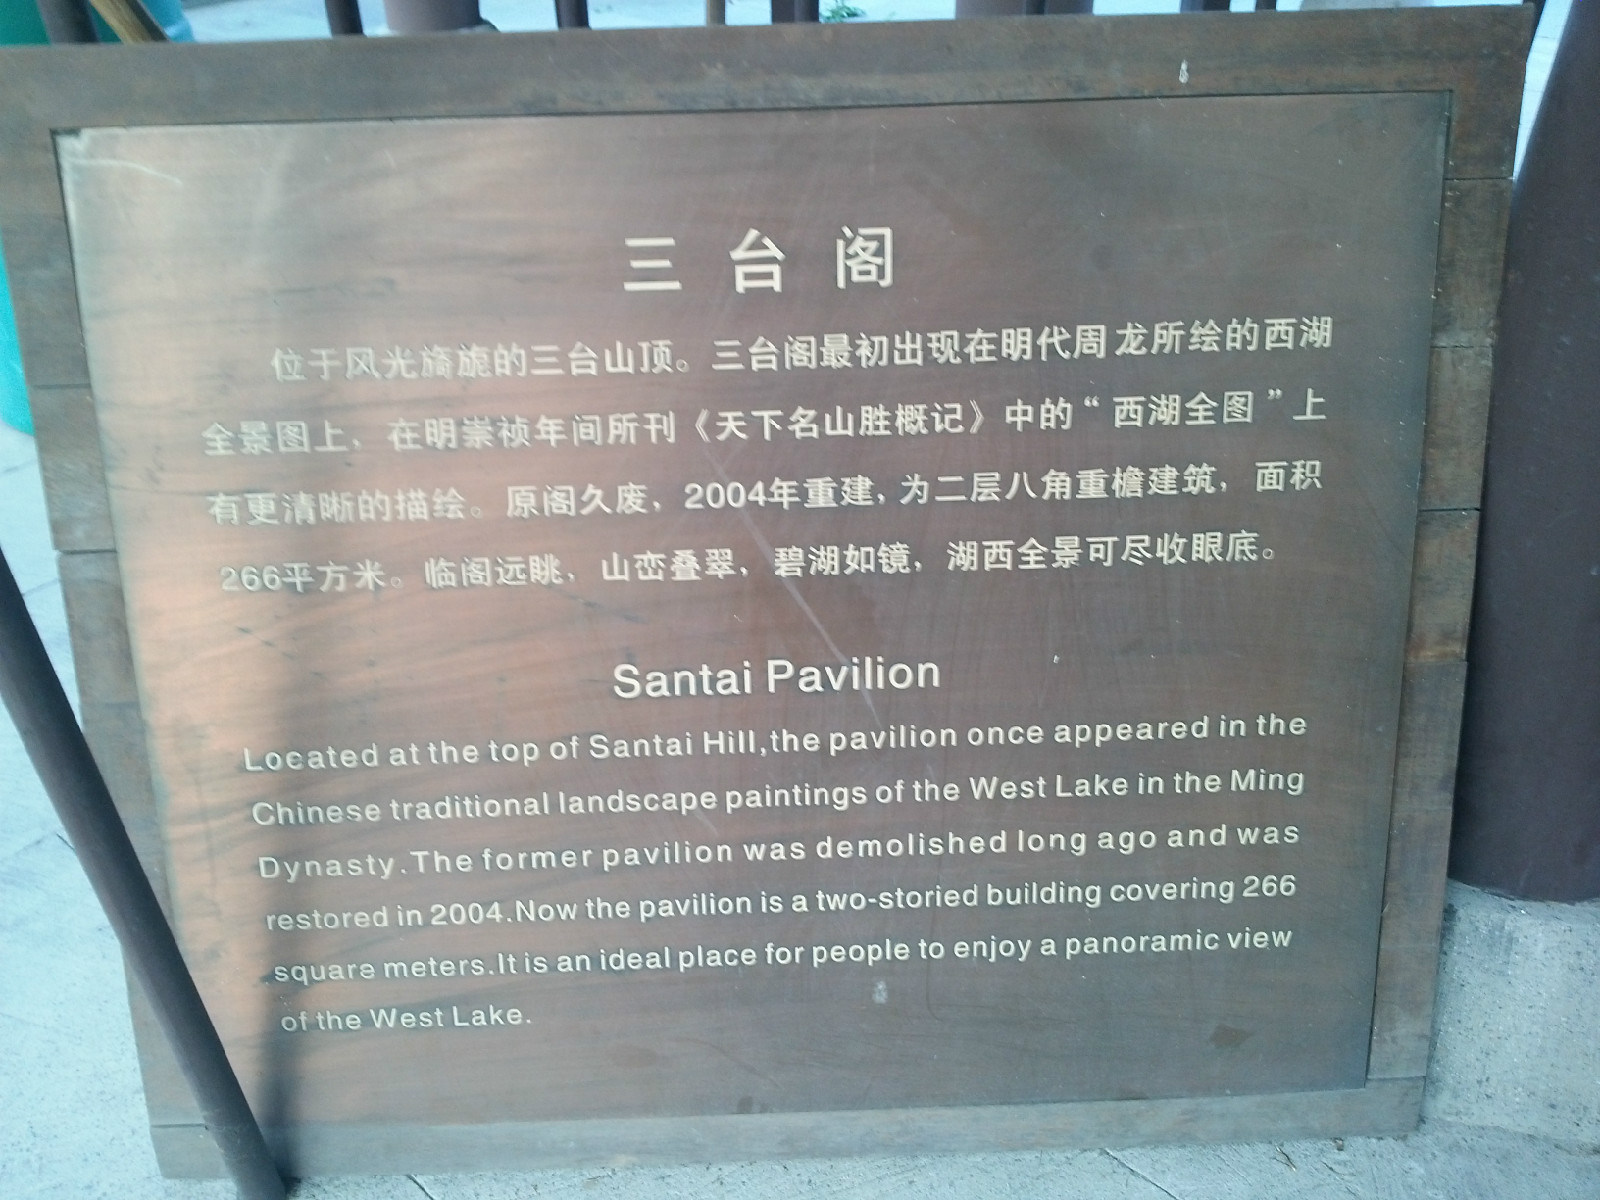 三台阁
位于风光旖旎的三台山顶。三台阁最初出现在明代周龙所绘的西湖
全景图上，在明崇祯年间所刊《天下名山胜概记》中的“西湖全图”上
有更清晰的描绘。原阁久废，2004年重建，为二层八角重檐建筑，面积
266平方米。临阁远眺，山峦叠翠，碧湖如镜，湖西全景可尽收眼底。
Santai Pavilion
Located at the top of Santai Hill,the pavilion once appeared in the
Chinese traditional landscape paintings of the West Lake in the Ming
Dynasty.The former pavilion was demolished long ago and was
restored in 2004.Now the pavilion is a two-storied building covering 266
square meters.It is an ideal place for people to enjoy a panoramic view
of the West Lake.